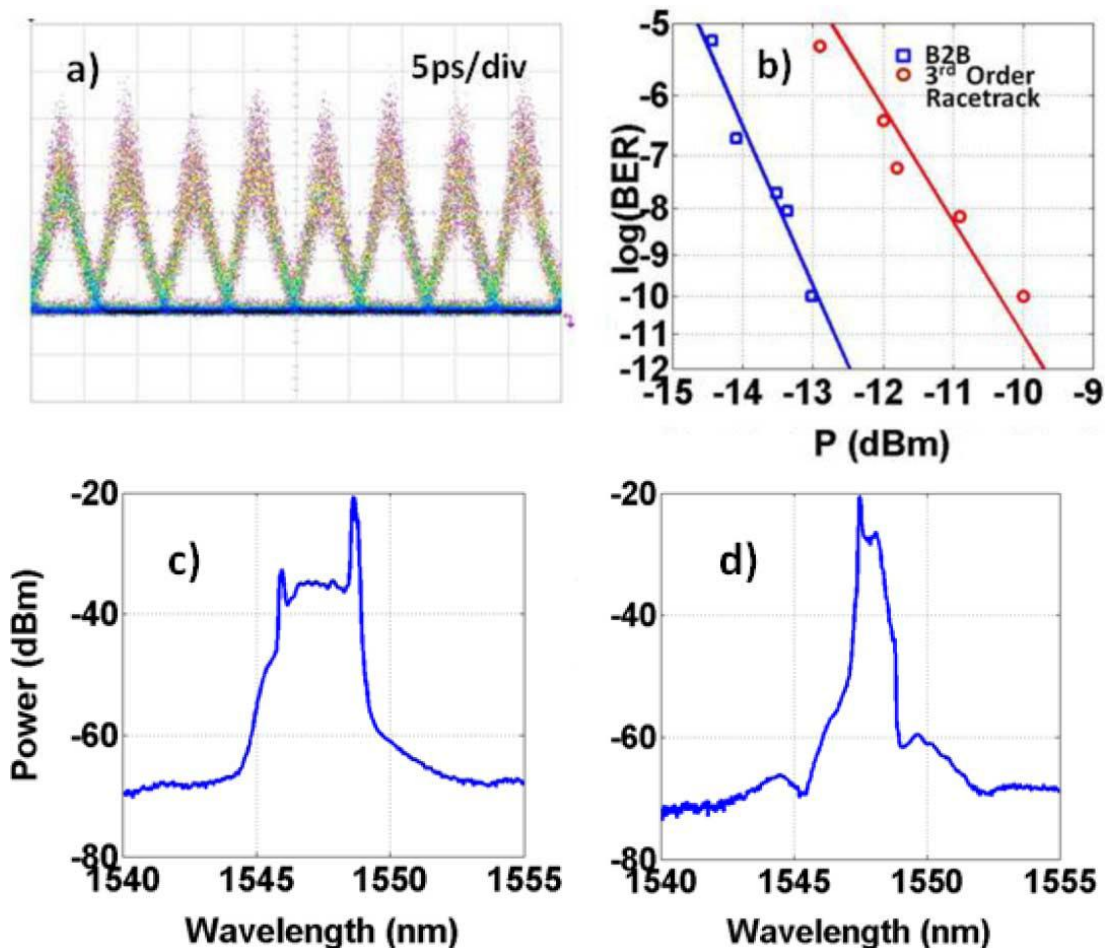 a)
5ps/div
b)
B2B
3rd Order
Racetrack
log(BER)
-5
-6
-7
-8
-9
-10
-11
-12
-15 -14 -13 -12 -11 -10 -9
P (dBm)
c)
Power (dBm)
-20
-40
-60
-80
1540 1545 1550 1555
Wavelength (nm)
d)
-20
-40
-60
-80
1540 1545 1550 1555
Wavelength (nm)